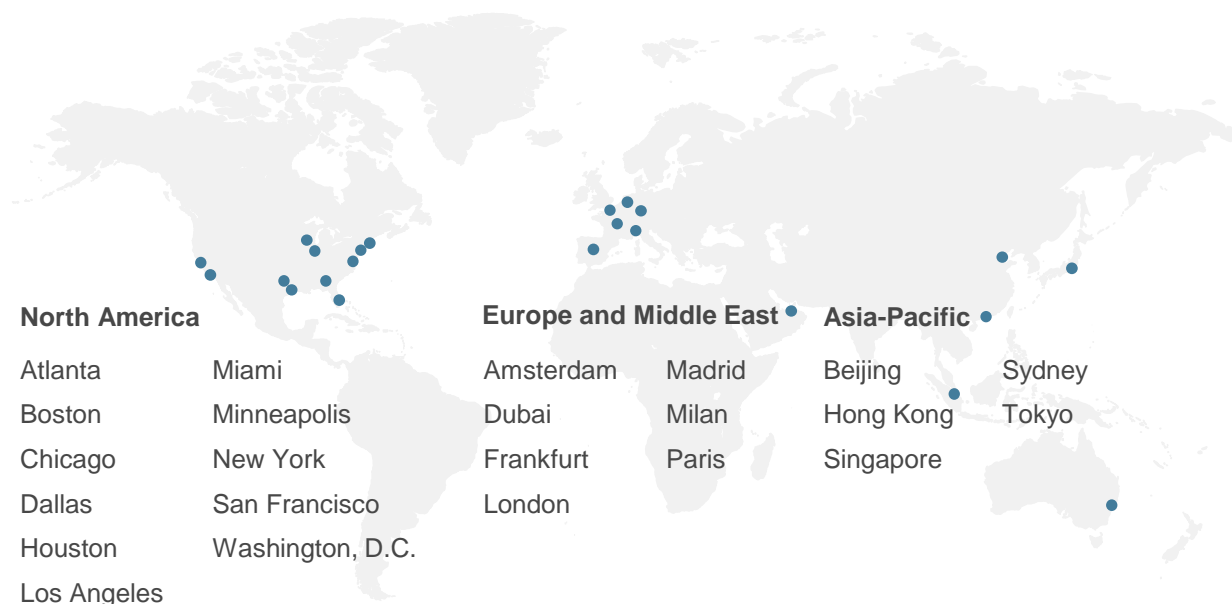 North America
Atlanta
Boston
Chicago
Dallas
Houston
Los Angeles
Miami
Minneapolis
New York
San Francisco
Washington, D.C.
Europe and Middle East
Amsterdam
Dubai
Frankfurt
London
Madrid
Milan
Paris
Asia-Pacific
Beijing
Hong Kong
Singapore
Sydney
Tokyo